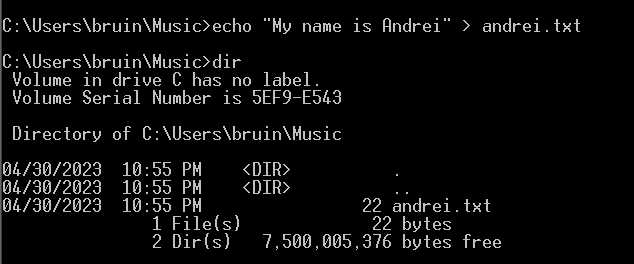 C:\Users\bruin\Music>echo "My name is Andrei" > andrei.txt
C:\Users\bruin\Music>dir
Volume in drive C has no label.
Volume Serial Number is 5EF9-E543
Directory of C:\Users\bruin\Music
04/30/2023  10:55 PM    <DIR>          .
04/30/2023  10:55 PM    <DIR>          ..
04/30/2023  10:55 PM                22 andrei.txt
1 File(s)             22 bytes
2 Dir(s)   7,500,005,376 bytes free